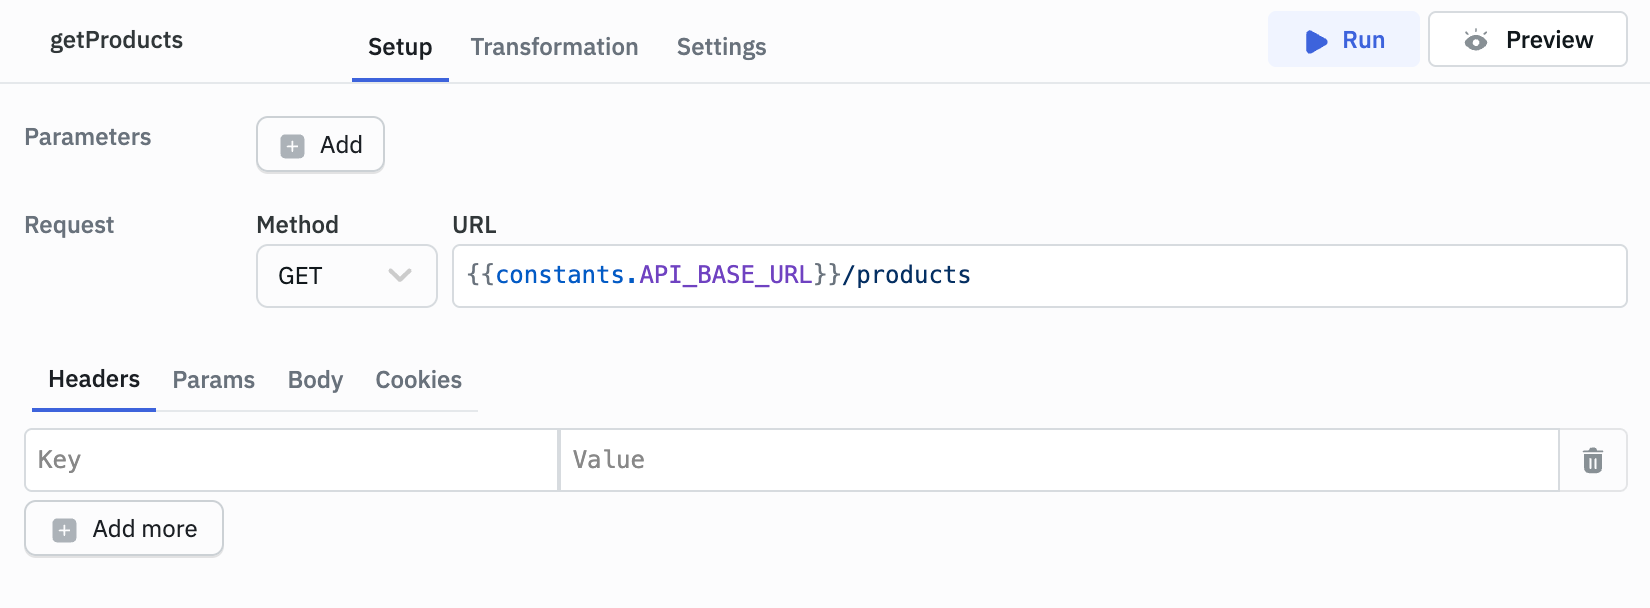 getProducts Setup Transformation Settings Run Preview
Parameters Add
Request Method URL
GET {{constants.API_BASE_URL}}/products
Headers Params Body Cookies
Key Value
Add more